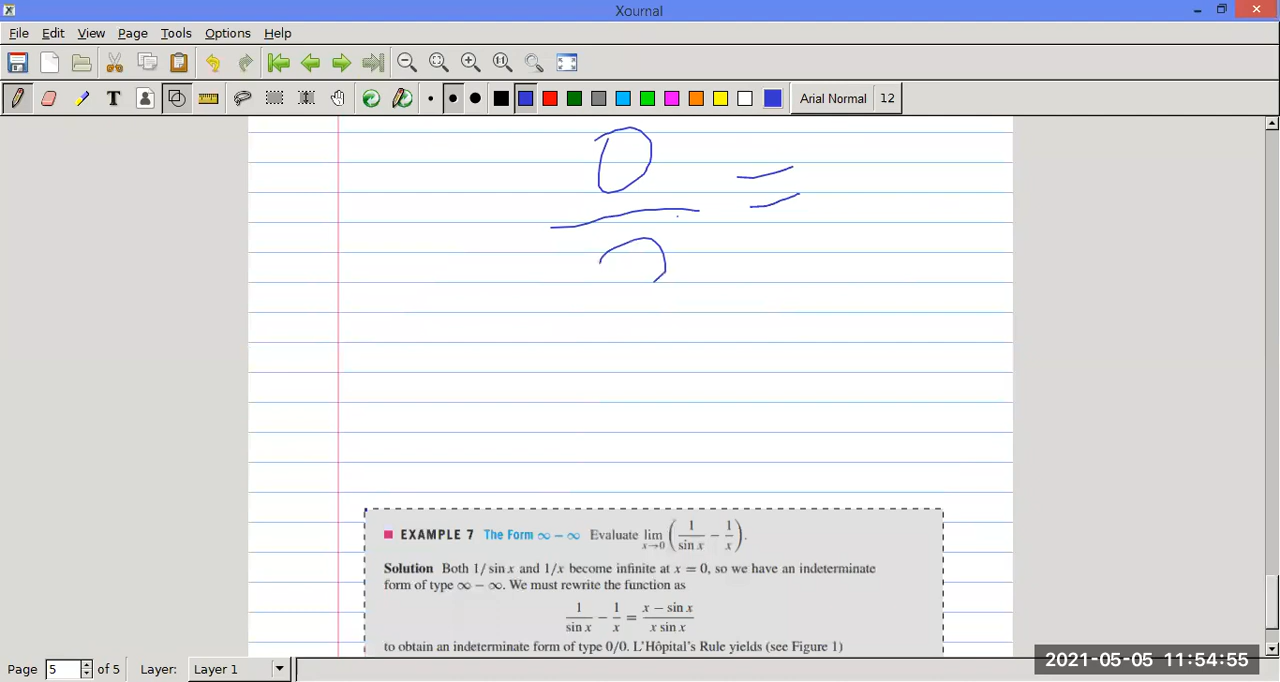 Xournal
File Edit View Page Tools Options Help
Arial Normal 12
0
=
EXAMPLE 7 The Form ∞ − ∞ Evaluate lim x→0 (1/sin x − 1/x).
Solution Both 1/ sin x and 1/x become infinite at x = 0, so we have an indeterminate
form of type ∞ − ∞. We must rewrite the function as
1/sin x − 1/x = (x − sin x)/(x sin x)
to obtain an indeterminate form of type 0/0. L'Hôpital's Rule yields (see Figure 1)
Page 5 of 5 Layer: Layer 1
2021-05-05 11:54:55